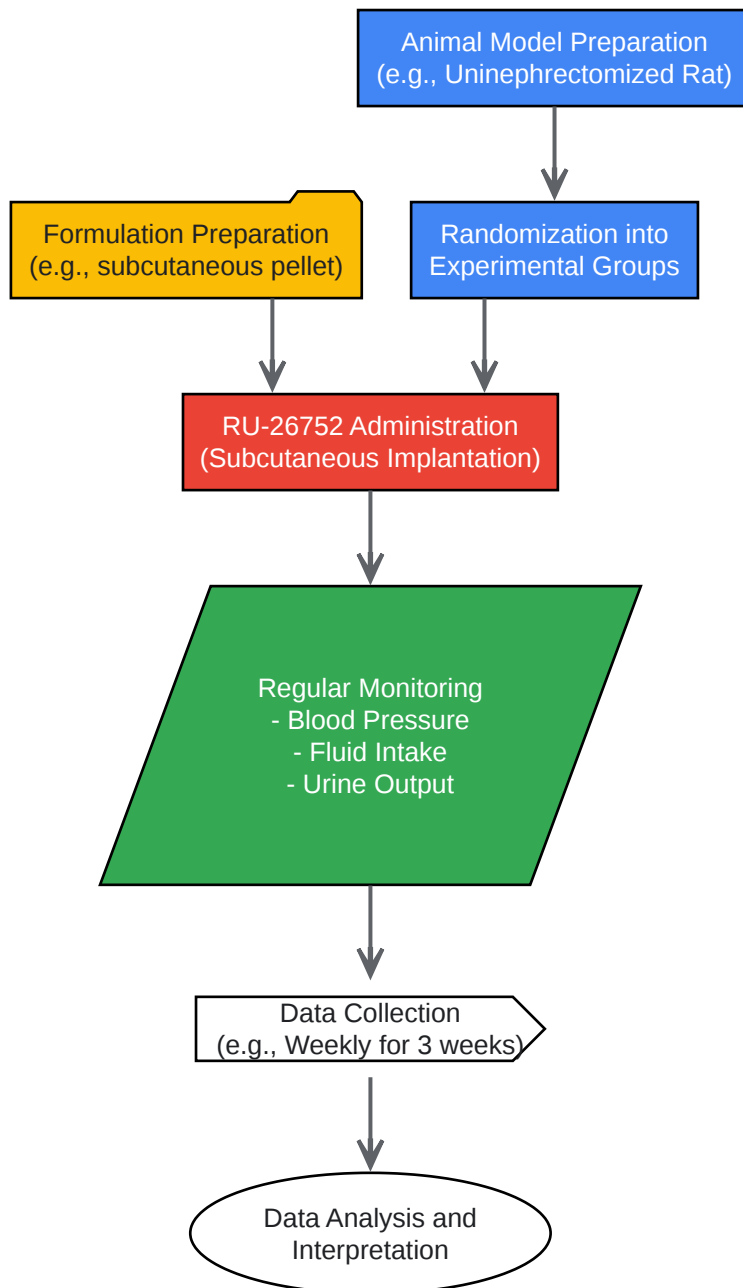 Animal Model Preparation
(e.g., Uninephrectomized Rat)
Formulation Preparation
(e.g., subcutaneous pellet)
Randomization into
Experimental Groups
RU-26752 Administration
(Subcutaneous Implantation)
Regular Monitoring
- Blood Pressure
- Fluid Intake
- Urine Output
Data Collection
(e.g., Weekly for 3 weeks)
Data Analysis and
Interpretation